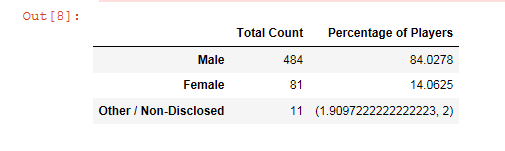 Out[8]:
Total Count Percentage of Players
Male 484 84.0278
Female 81 14.0625
Other / Non-Disclosed 11 (1.9097222222222223, 2)